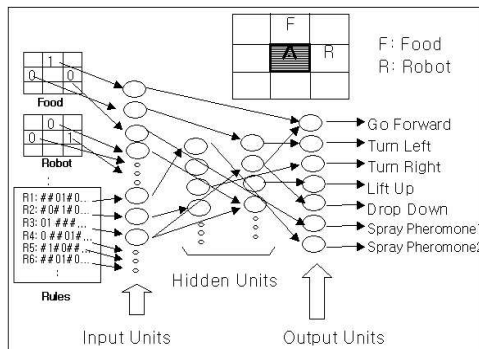 F
A R
F: Food
R: Robot
1
0 0
Food
0
0 1
Robot
:
R1: ##01#0...
R2: #0#1#0...
R3: 01 ###...
R4: 0 ##01#...
R5: #1#0##...
R6: ##01#0...
:
Rules
Go Forward
Turn Left
Turn Right
Lift Up
Drop Down
Spray Pheromone1
Spray Pheromone2
Hidden Units
Input Units
Output Units